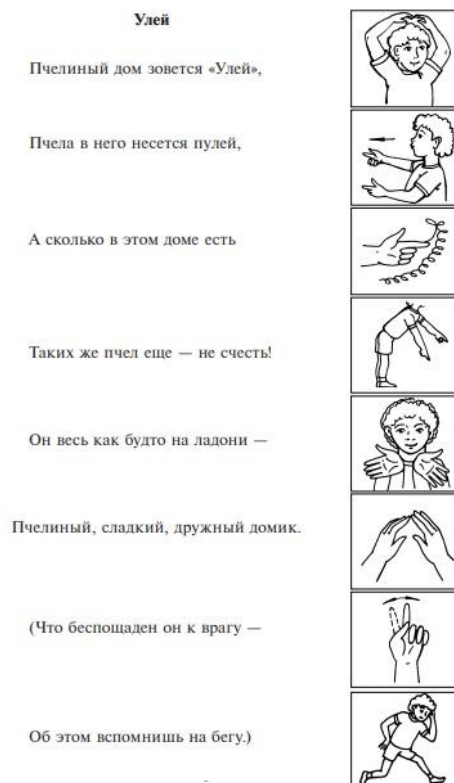 Улей
Пчелиный дом зовется «Улей»,
Пчела в него несется пулей,
А сколько в этом доме есть
Таких же пчел еще — не счесть!
Он весь как будто на ладони —
Пчелиный, сладкий, дружный домик.
(Что беспощаден он к врагу —
Об этом вспомнишь на бегу.)